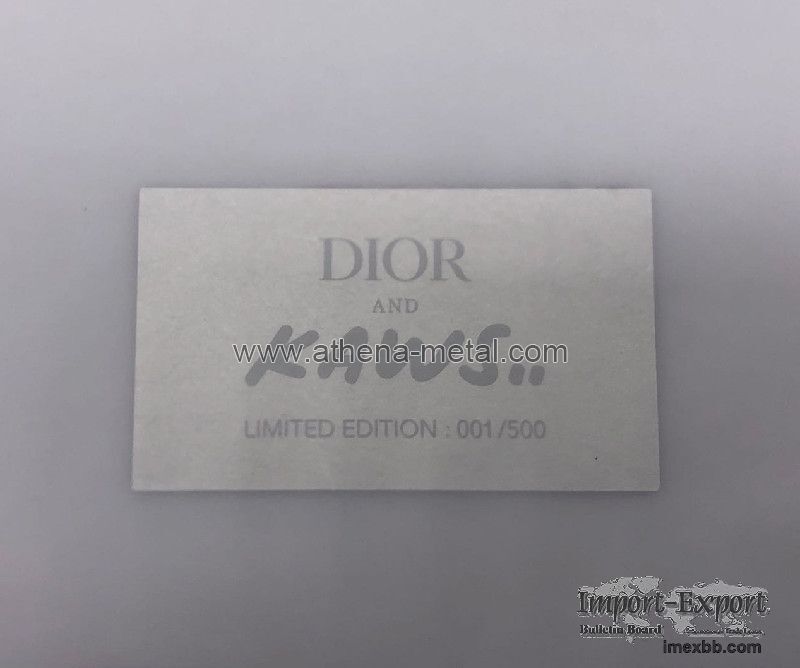 DIOR
AND
KAWS..
www.athena-metal.com
LIMITED EDITION : 001/500
Import-Export
Bulletin Board
imexbb.com